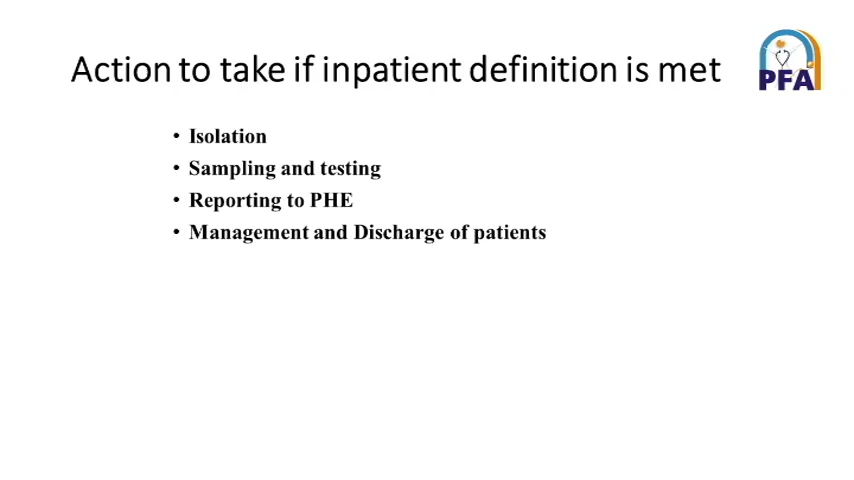 Action to take if inpatient definition is met
PFA
• Isolation
• Sampling and testing
• Reporting to PHE
• Management and Discharge of patients